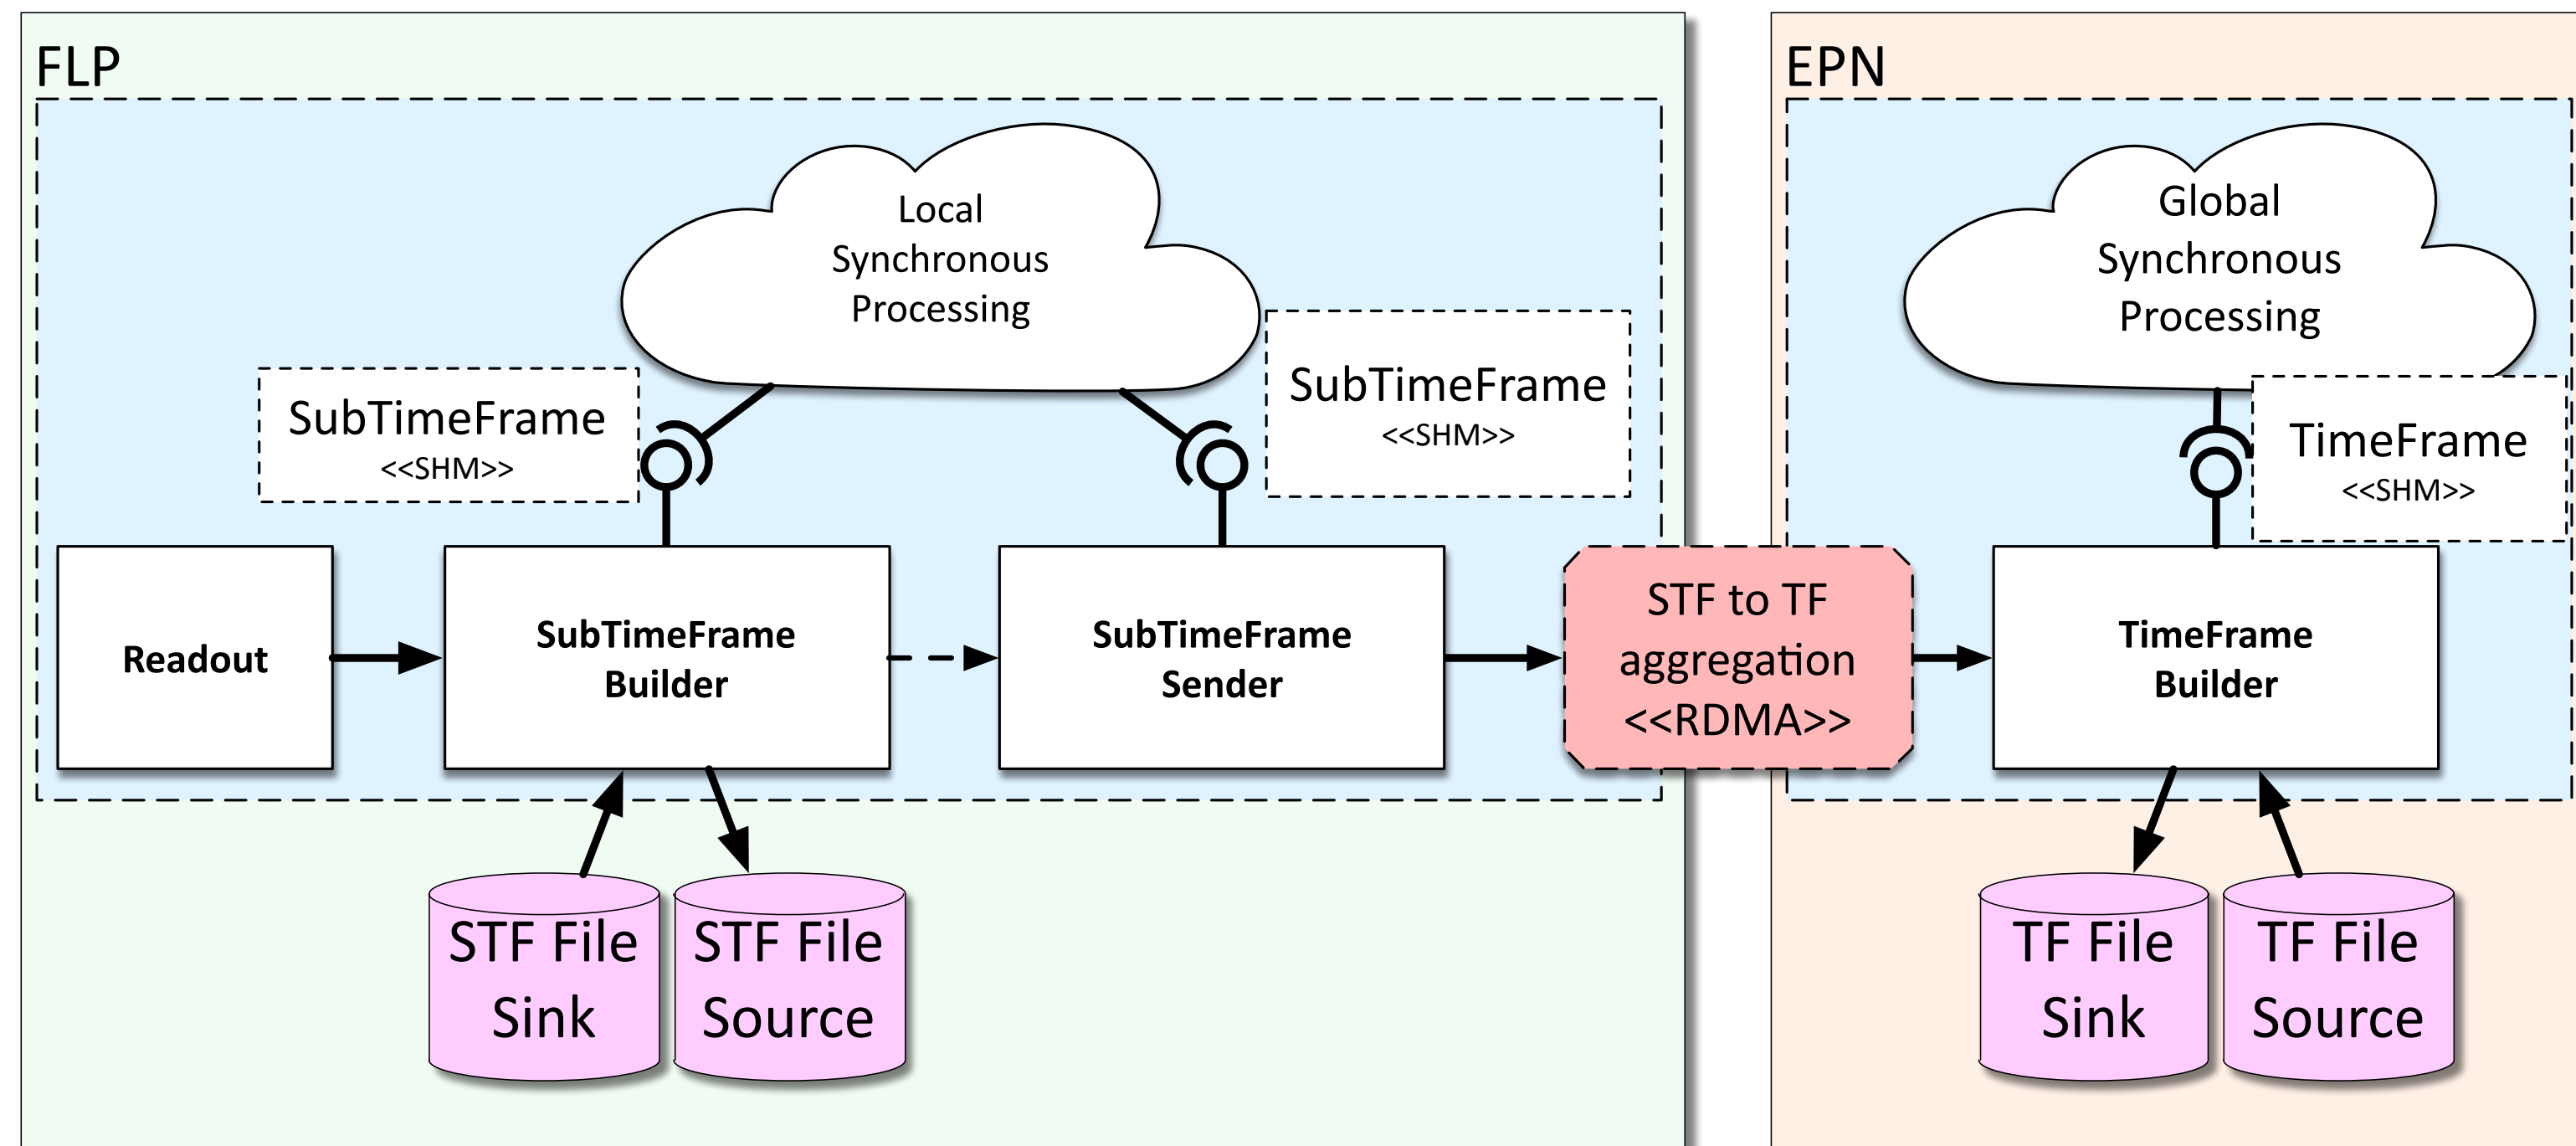 FLP
EPN
Local
Synchronous
Processing
Global
Synchronous
Processing
SubTimeFrame
<<SHM>>
SubTimeFrame
<<SHM>>
TimeFrame
<<SHM>>
Readout
SubTimeFrame
Builder
SubTimeFrame
Sender
STF to TF
aggregation
<<RDMA>>
TimeFrame
Builder
STF File
Sink
STF File
Source
TF File
Sink
TF File
Source